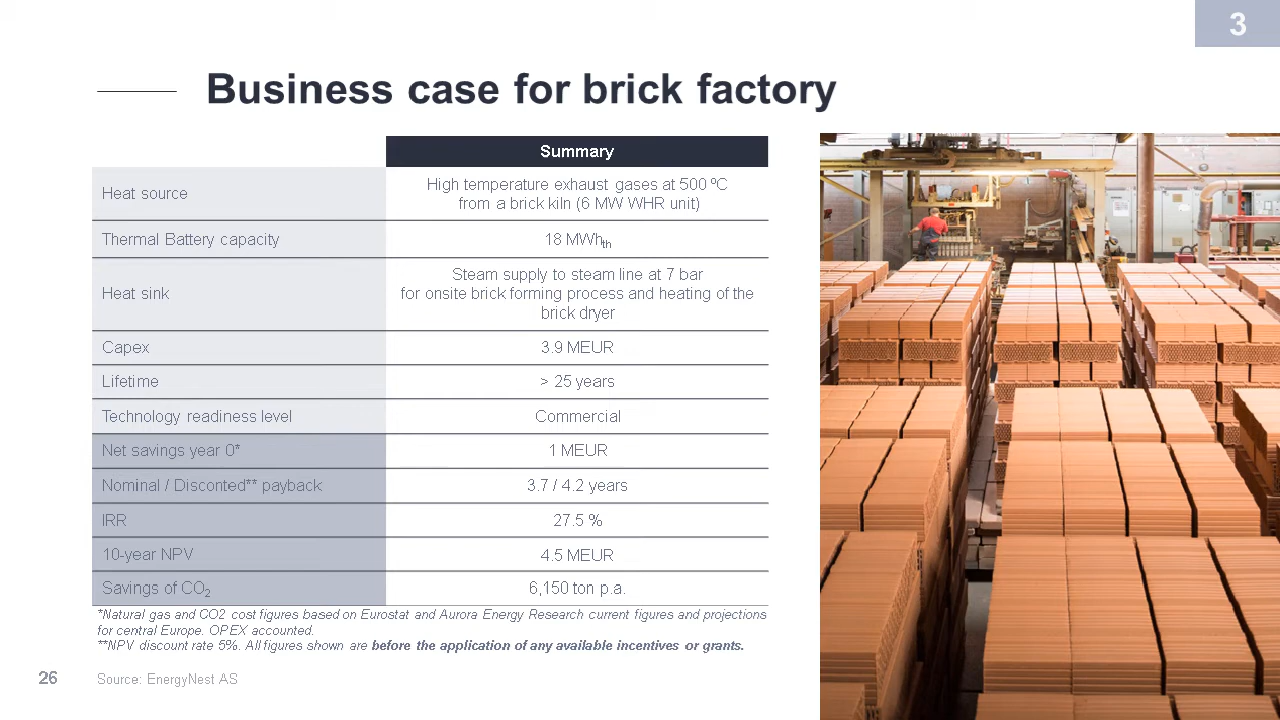 3
Business case for brick factory
Summary
Heat source
High temperature exhaust gases at 500 ºC
from a brick kiln (6 MW WHR unit)
Thermal Battery capacity
18 MWhth
Heat sink
Steam supply to steam line at 7 bar
for onsite brick forming process and heating of the
brick dryer
Capex
3.9 MEUR
Lifetime
> 25 years
Technology readiness level
Commercial
Net savings year 0*
1 MEUR
Nominal / Disconted** payback
3.7 / 4.2 years
IRR
10-year NPV
4.5 MEUR
Savings of CO2
6,150 ton p.a.
*Natural gas and CO2 cost figures based on Eurostat and Aurora Energy Research current figures and projections
for central Europe. OPEX accounted.
**NPV discount rate 5%. All figures shown are before the application of any available incentives or grants.
26
Source: EnergyNest AS